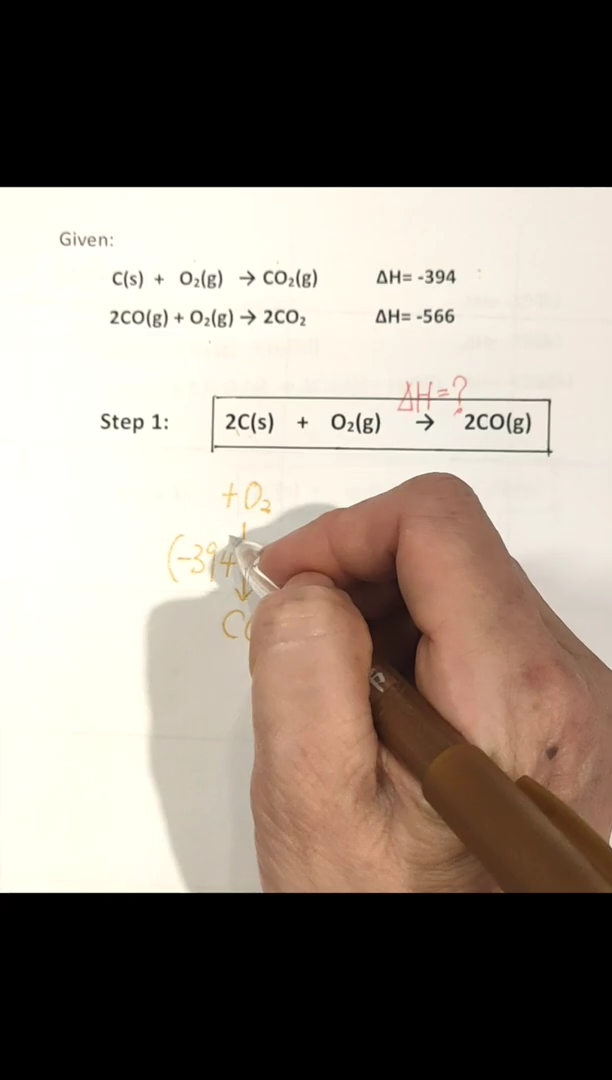 Given:
C(s) + O₂(g) → CO₂(g) ΔH= -394
2CO(g) + O₂(g) → 2CO₂ ΔH= -566
ΔH=?
Step 1: 2C(s) + O₂(g) → 2CO(g)
+O₂
(-394